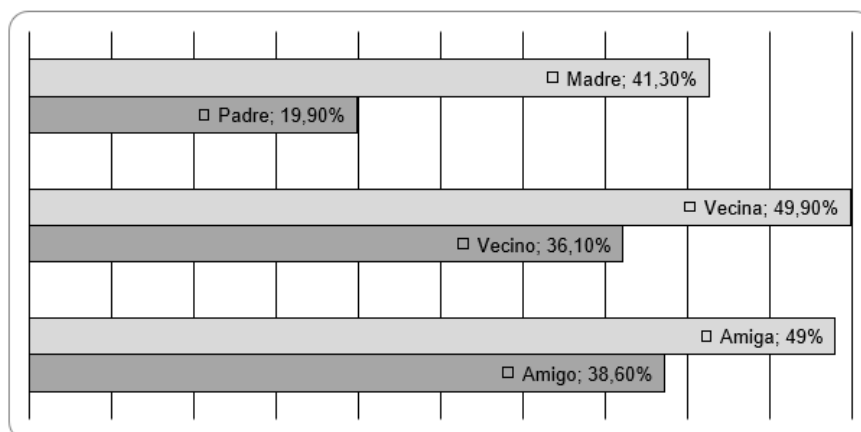 Madre; 41,30%
Padre; 19,90%
Vecina; 49,90%
Vecino; 36,10%
Amiga; 49%
Amigo; 38,60%